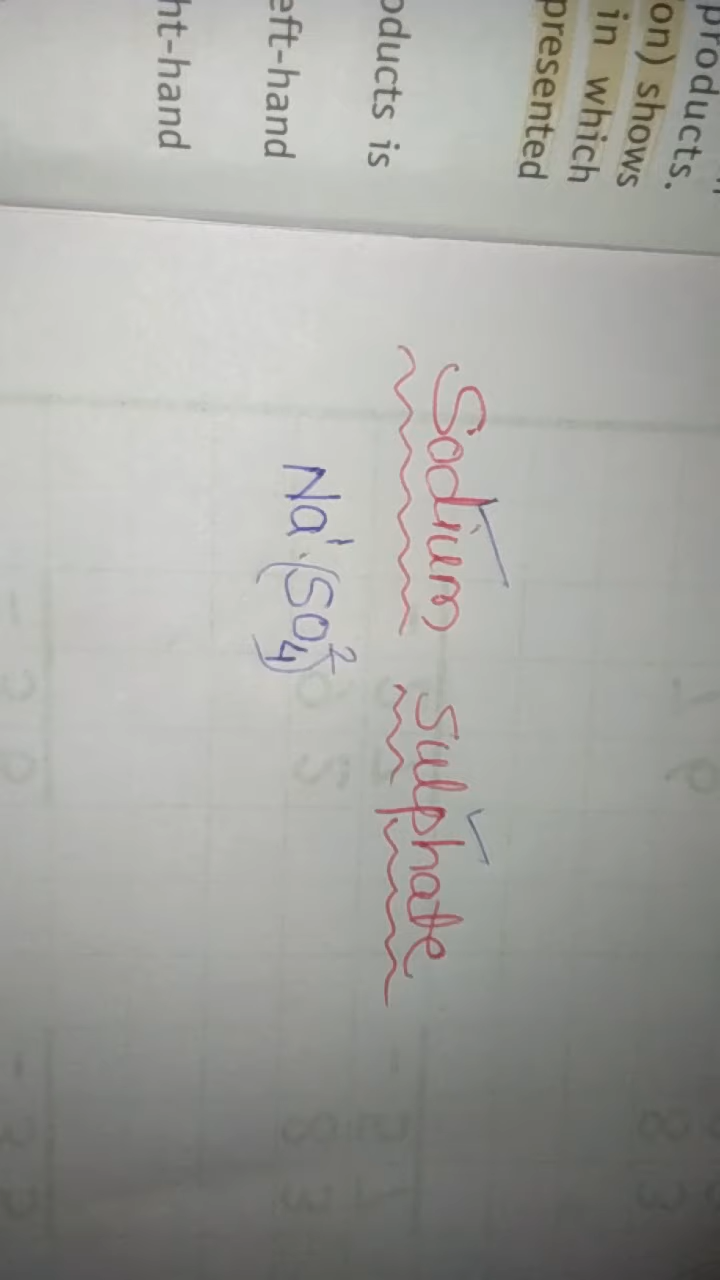 products.
on) shows
in which
presented
oducts is
eft-hand
ht-hand
Sodium Sulphate
Na¹ (SO₄)²